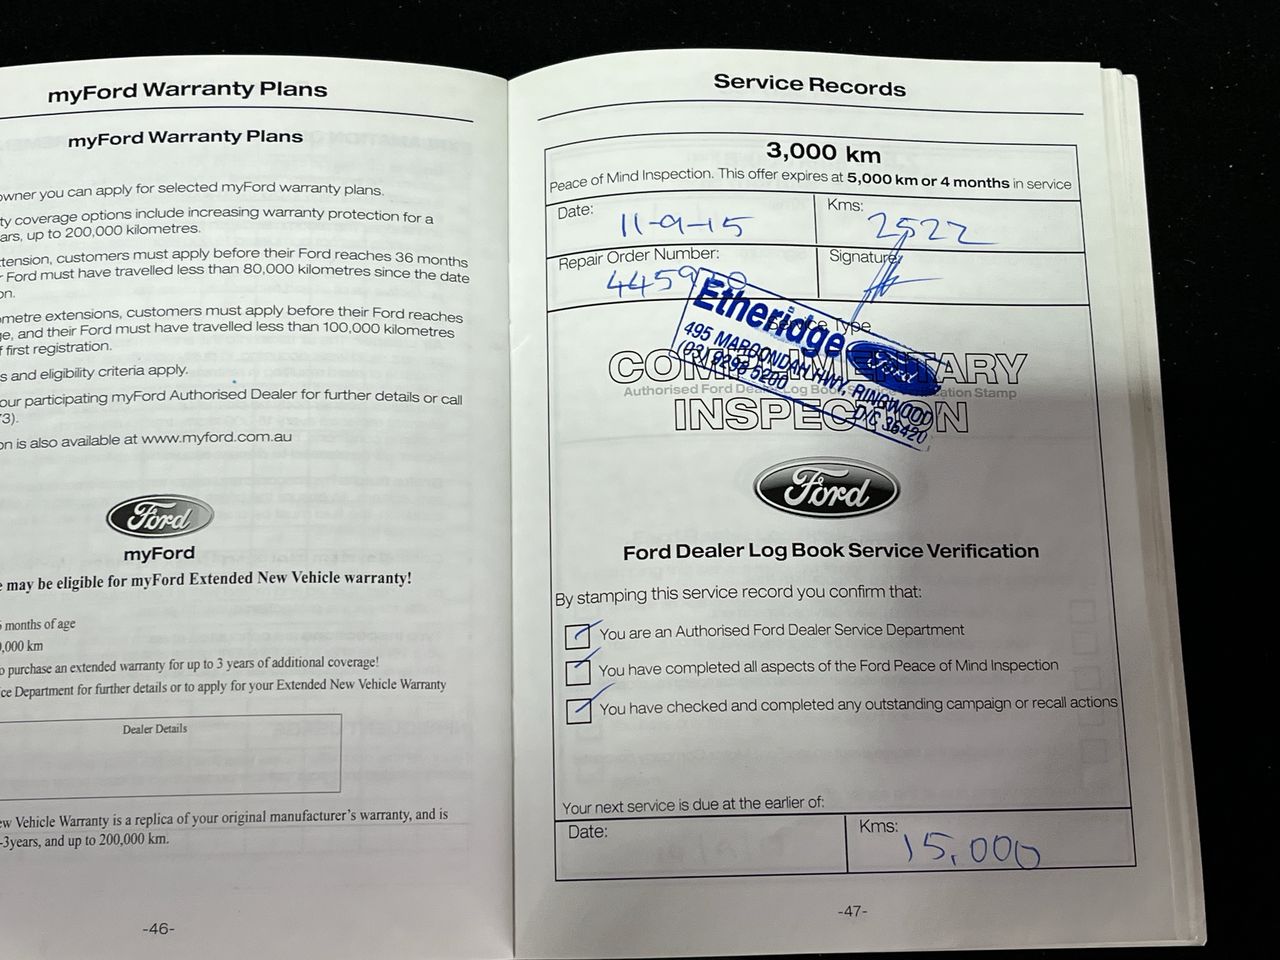 myFord Warranty Plans
myFord Warranty Plans
owner you can apply for selected myFord warranty plans.
ty coverage options include increasing warranty protection for a
ars, up to 200,000 kilometres.
tension, customers must apply before their Ford reaches 36 months
Ford must have travelled less than 80,000 kilometres since the date
on.
ometre extensions, customers must apply before their Ford reaches
ge, and their Ford must have travelled less than 100,000 kilometres
f first registration.
s and eligibility criteria apply.
our participating myFord Authorised Dealer for further details or call
73).
on is also available at www.myford.com.au
Ford
myFord
e may be eligible for myFord Extended New Vehicle warranty!
6 months of age
0,000 km
o purchase an extended warranty for up to 3 years of additional coverage!
ice Department for further details or to apply for your Extended New Vehicle Warranty
Dealer Details
ew Vehicle Warranty is a replica of your original manufacturer's warranty, and is
-3years, and up to 200,000 km.
-46-
Service Records
3,000 km
Peace of Mind Inspection. This offer expires at 5,000 km or 4 months in service
Date: 11-9-15
Kms: 2522
Repair Order Number:
Signature:
Etheridge Ford
495 MAROONDAH HWY, RINGWOOD
(03) 9298 5200
Service Type
COMPLIMENTARY
INSPECTION
Ford
Ford Dealer Log Book Service Verification
By stamping this service record you confirm that:
You are an Authorised Ford Dealer Service Department
You have completed all aspects of the Ford Peace of Mind Inspection
You have checked and completed any outstanding campaign or recall actions
Your next service is due at the earlier of:
Date:
Kms: 15,000
-47-